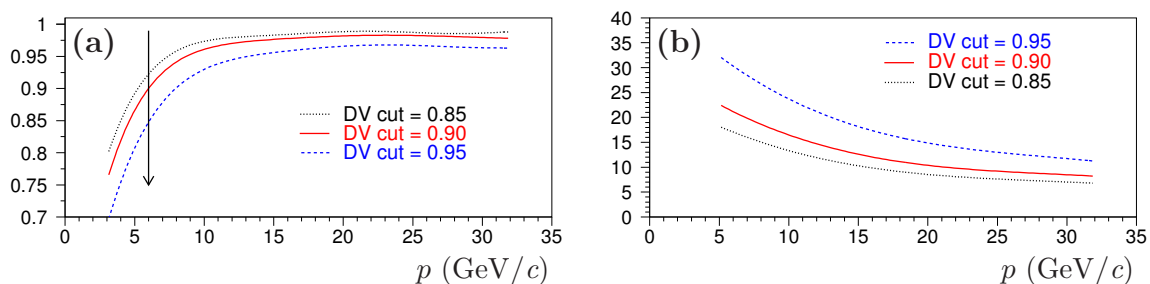 (a)
1
0.95
0.9
0.85
0.8
0.75
0.7
DV cut = 0.85
DV cut = 0.90
DV cut = 0.95
0 5 10 15 20 25 30 35
p (GeV/c)
(b)
40
35
30
25
20
15
10
5
0
DV cut = 0.95
DV cut = 0.90
DV cut = 0.85
0 5 10 15 20 25 30 35
p (GeV/c)